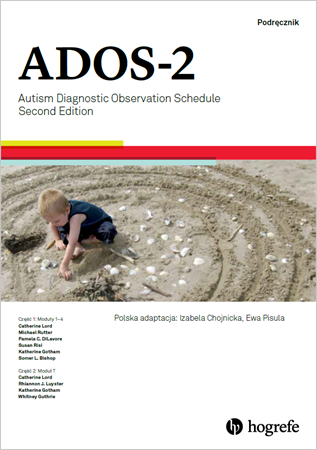 Podręcznik
ADOS-2
Autism Diagnostic Observation Schedule
Second Edition
Część 1: Moduły 1–4
Catherine Lord
Michael Rutter
Pamela C. DiLavore
Susan Risi
Katherine Gotham
Somer L. Bishop
Część 2: Moduł T
Catherine Lord
Rhiannon J. Luyster
Katherine Gotham
Whitney Guthrie
Polska adaptacja: Izabela Chojnicka, Ewa Pisula
hogrefe